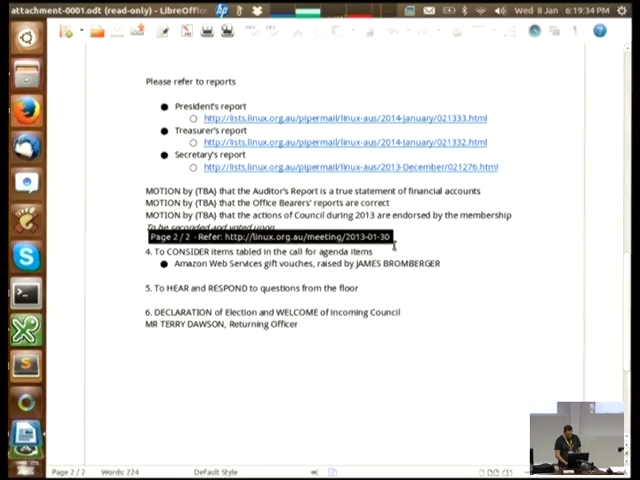 attachment-0001.odt (read-only) - LibreOffi
Wed 8 Jan 6:19:34 PM
Please refer to reports
President's report
http://lists.linux.org.au/pipermail/linux-aus/2014-January/021333.html
Treasurer's report
http://lists.linux.org.au/pipermail/linux-aus/2014-January/021332.html
Secretary's report
http://lists.linux.org.au/pipermail/linux-aus/2013-December/021276.html
MOTION by (TBA) that the Auditor's Report is a true statement of financial accounts
MOTION by (TBA) that the Office Bearers' reports are correct
MOTION by (TBA) that the actions of Council during 2013 are endorsed by the membership
To be seconded and voted upon
Page 2 / 2 - Refer: http://linux.org.au/meeting/2013-01-30
4. To CONSIDER items tabled in the call for agenda items
Amazon Web Services gift vouches, raised by JAMES BROMBERGER
5. To HEAR and RESPOND to questions from the floor
6. DECLARATION of Election and WELCOME of incoming Council
MR TERRY DAWSON, Returning Officer
Page 2 / 2 Words: 224 Default Style